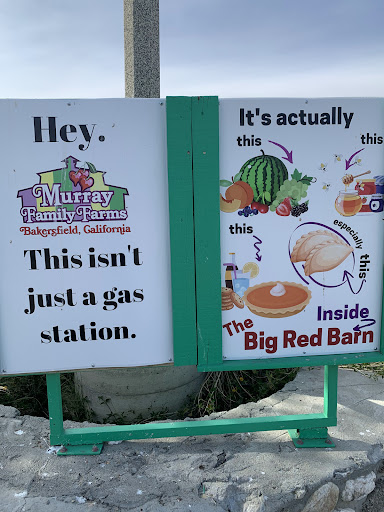 Hey.
Murray
Family Farms
Bakersfield, California
This isn't
just a gas
station.
It's actually
this
this
this
especially
this
Inside
The
Big Red Barn